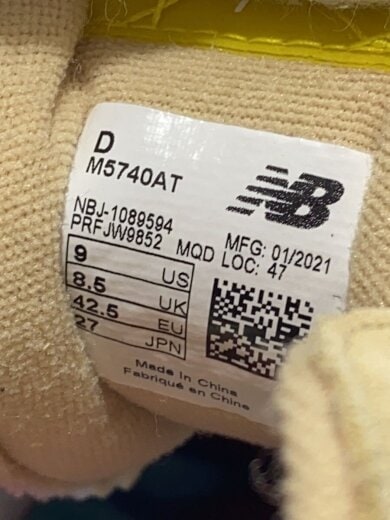 D
M5740AT
NB
NBJ-1089594
PRFJW9852 MQD
MFG: 01/2021
LOC: 47
9 US
8.5 UK
42.5 EU
27 JPN
Made In China
Fabriqué en Chine